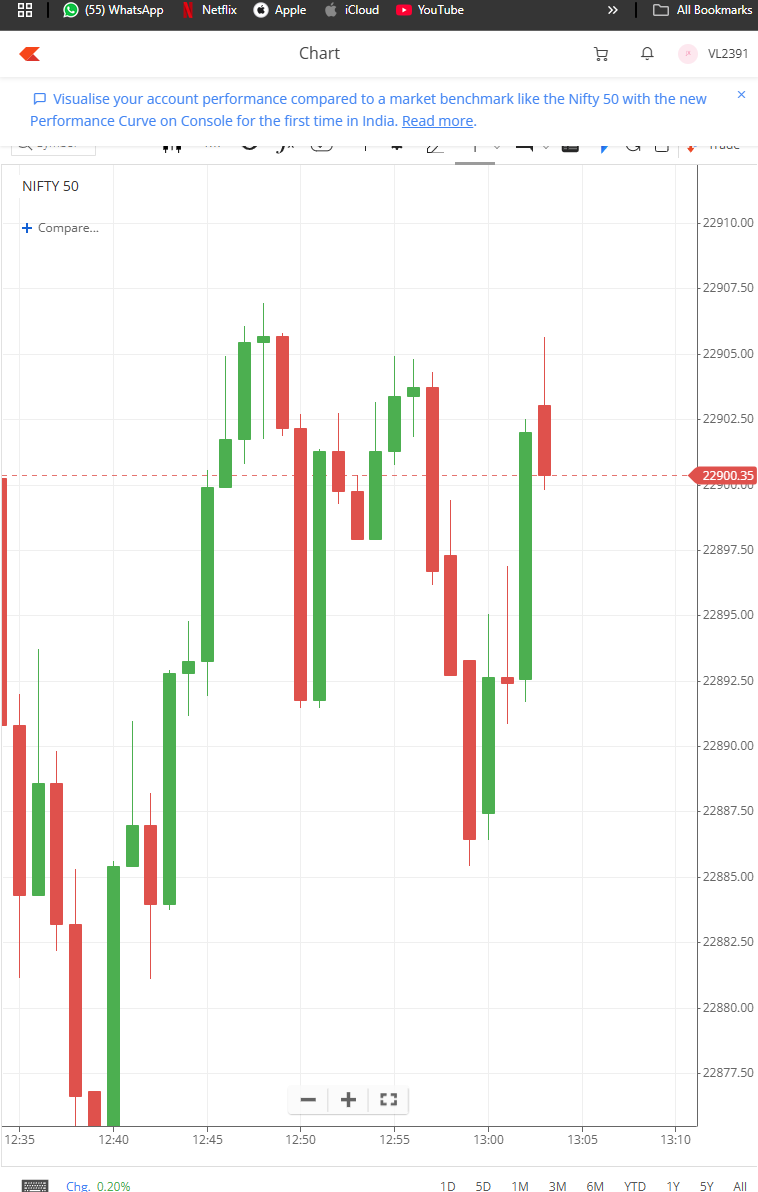 (55) WhatsApp Netflix Apple iCloud YouTube » All Bookmarks
Chart VL2391
Visualise your account performance compared to a market benchmark like the Nifty 50 with the new
Performance Curve on Console for the first time in India. Read more.
NIFTY 50
+ Compare...
22910.00
22907.50
22905.00
22902.50
22900.35
22900.00
22897.50
22895.00
22892.50
22890.00
22887.50
22885.00
22882.50
22880.00
22877.50
12:35 12:40 12:45 12:50 12:55 13:00 13:05 13:10
Chg. 0.20% 1D 5D 1M 3M 6M YTD 1Y 5Y All